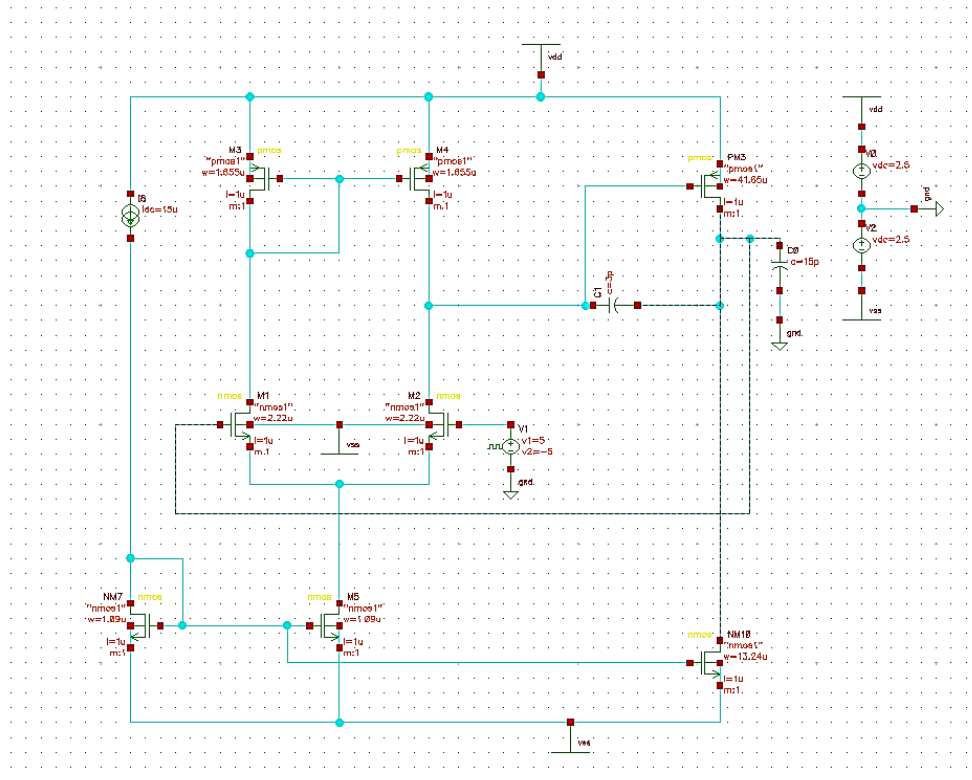 vdd
M3
pmos
"pmos1"
w=1.655u
l=1u
m:1
pmos
M4
"pmos1"
w=1.655u
l=1u
m:1
pmos
PM3
"pmos1"
w=41.65u
l=1u
m:1
vdd
V0
vdc=2.5
gnd
V2
vdc=2.5
vss
idc=15u
C1
c=3p
c=15p
gnd
nmos
M1
"nmos1"
w=2.22u
l=1u
m:1
M2
nmos
"nmos1"
w=2.22u
l=1u
m:1
vss
V1
v1=5
v2=-5
gnd
NM7
nmos
"nmos1"
w=1.09u
l=1u
m:1
nmos
M5
"nmos1"
w=1.09u
l=1u
m:1
nmos
NM10
"nmos1"
w=13.24u
l=1u
m:1
vss